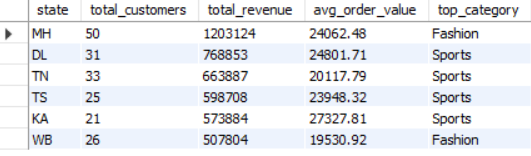 state total_customers total_revenue avg_order_value top_category
MH 50 1203124 24062.48 Fashion
DL 31 768853 24801.71 Sports
TN 33 663887 20117.79 Sports
TS 25 598708 23948.32 Sports
KA 21 573884 27327.81 Sports
WB 26 507804 19530.92 Fashion